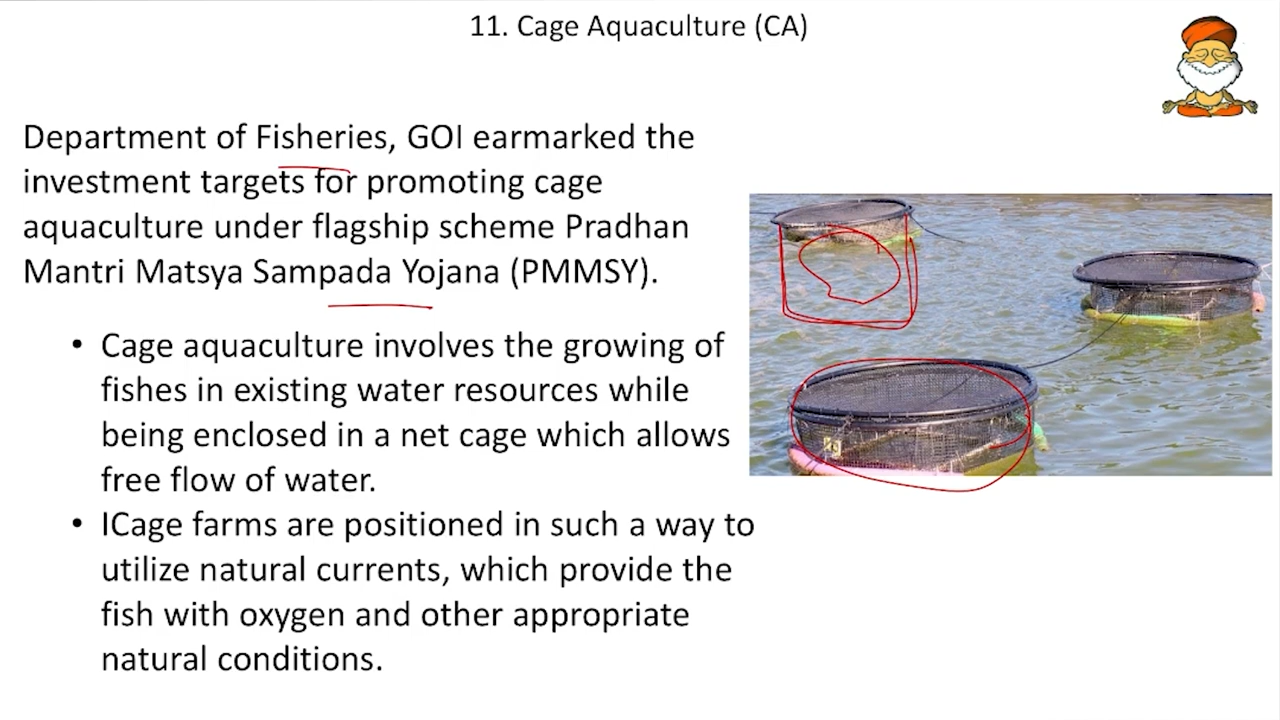 11. Cage Aquaculture (CA)
Department of Fisheries, GOI earmarked the
investment targets for promoting cage
aquaculture under flagship scheme Pradhan
Mantri Matsya Sampada Yojana (PMMSY).
• Cage aquaculture involves the growing of
fishes in existing water resources while
being enclosed in a net cage which allows
free flow of water.
• ICage farms are positioned in such a way to
utilize natural currents, which provide the
fish with oxygen and other appropriate
natural conditions.